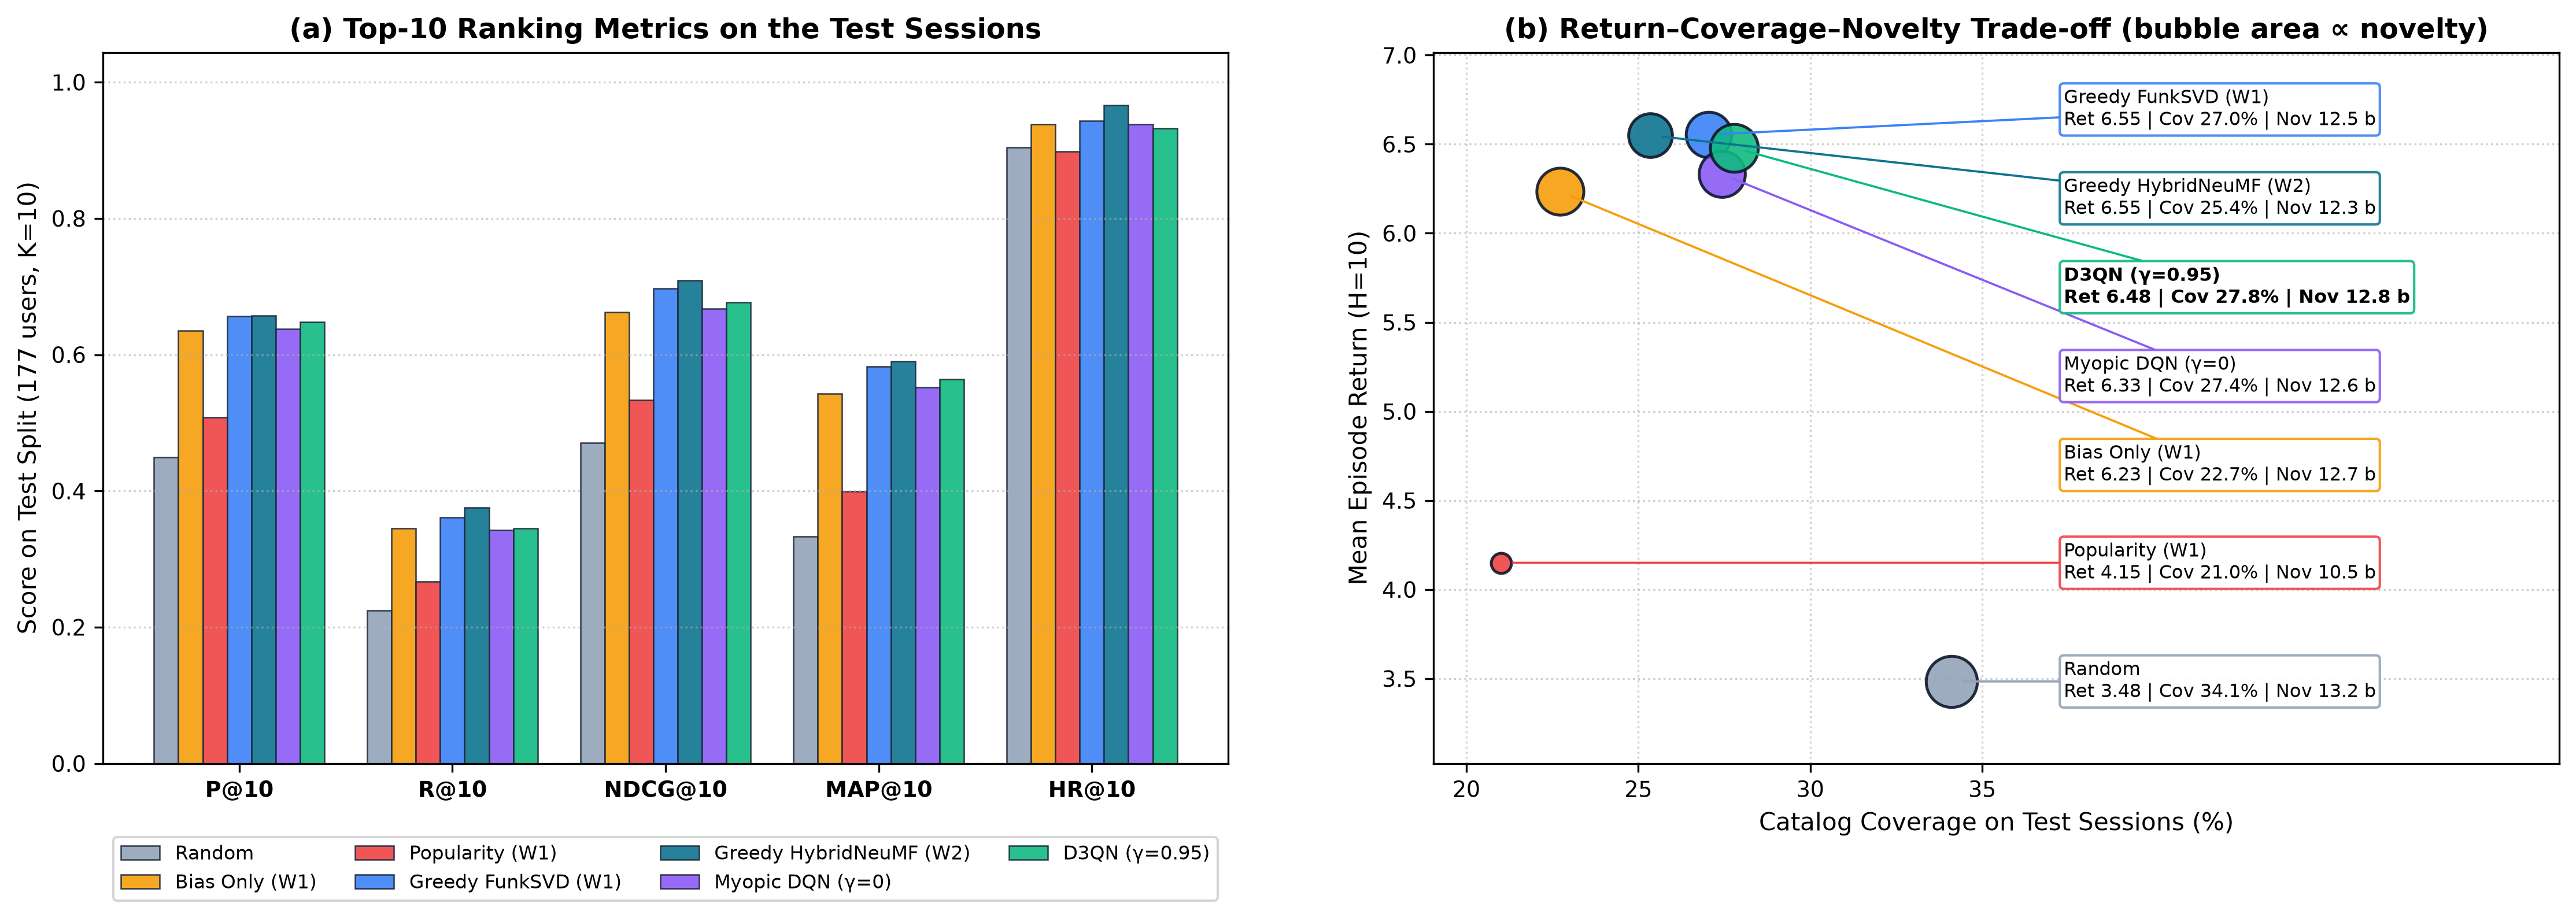 (a) Top-10 Ranking Metrics on the Test Sessions
Score on Test Split (177 users, K=10)
1.0
0.8
0.6
0.4
0.2
0.0
P@10
R@10
NDCG@10
MAP@10
HR@10
Random
Bias Only (W1)
Popularity (W1)
Greedy FunkSVD (W1)
Greedy HybridNeuMF (W2)
Myopic DQN (γ=0)
D3QN (γ=0.95)
(b) Return–Coverage–Novelty Trade-off (bubble area ∝ novelty)
Mean Episode Return (H=10)
7.0
6.5
6.0
5.5
5.0
4.5
4.0
3.5
Greedy FunkSVD (W1)
Ret 6.55 | Cov 27.0% | Nov 12.5 b
Greedy HybridNeuMF (W2)
Ret 6.55 | Cov 25.4% | Nov 12.3 b
D3QN (γ=0.95)
Ret 6.48 | Cov 27.8% | Nov 12.8 b
Myopic DQN (γ=0)
Ret 6.33 | Cov 27.4% | Nov 12.6 b
Bias Only (W1)
Ret 6.23 | Cov 22.7% | Nov 12.7 b
Popularity (W1)
Ret 4.15 | Cov 21.0% | Nov 10.5 b
Random
Ret 3.48 | Cov 34.1% | Nov 13.2 b
20
25
30
35
Catalog Coverage on Test Sessions (%)